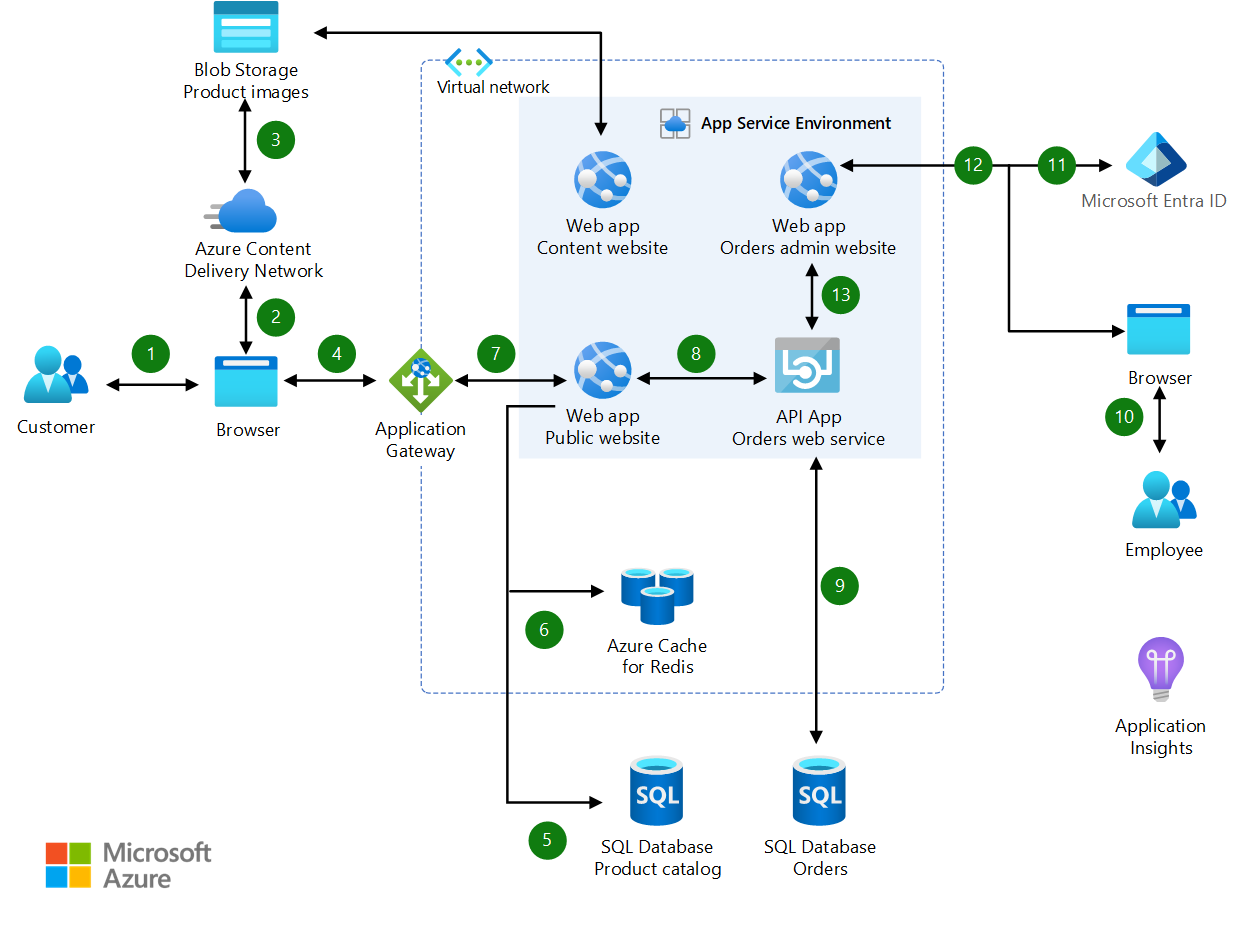 Blob Storage
Product images
Virtual network
App Service Environment
3
12
11
Microsoft Entra ID
Web app
Content website
Web app
Orders admin website
Azure Content
Delivery Network
2
13
1
4
7
8
Browser
10
Customer
Browser
Application
Gateway
Web app
Public website
API App
Orders web service
Employee
9
6
Azure Cache
for Redis
Application
Insights
SQL
SQL
5
SQL Database
Product catalog
SQL Database
Orders
Microsoft
Azure